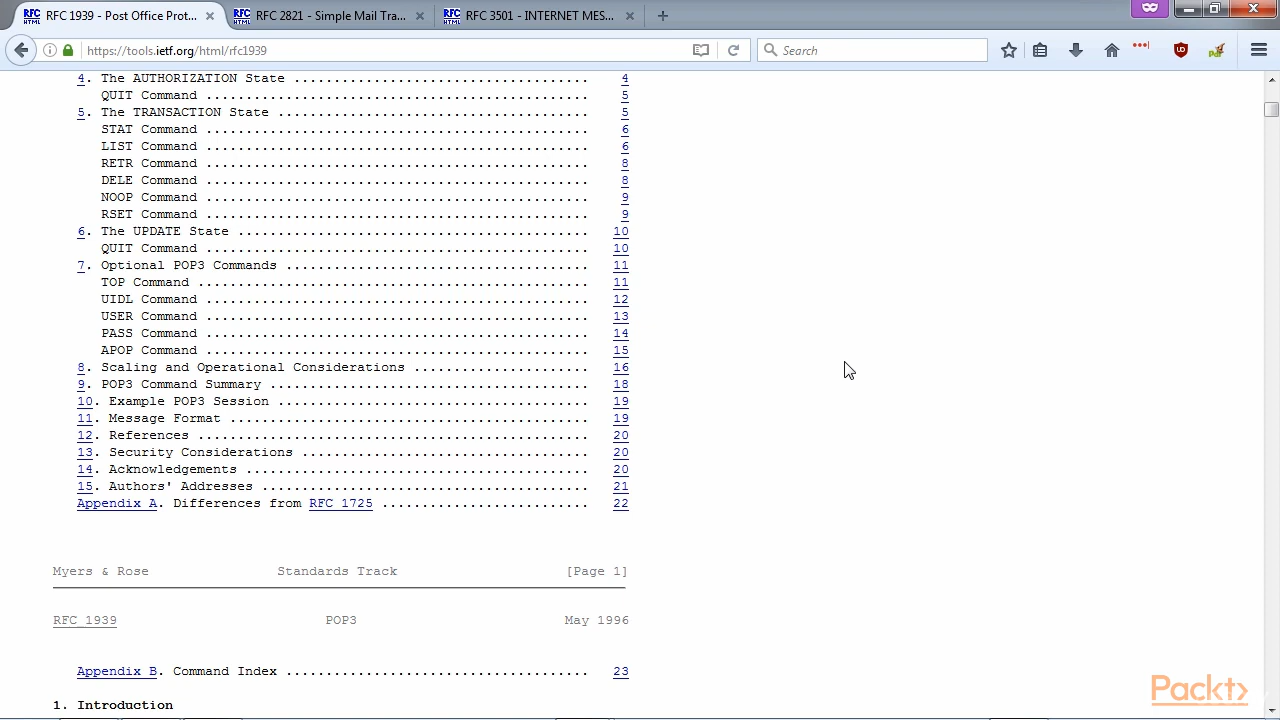 RFC 1939 - Post Office Prot...
RFC 2821 - Simple Mail Tra...
RFC 3501 - INTERNET MES...
https://tools.ietf.org/html/rfc1939
Search
4. The AUTHORIZATION State ..................................... 4
QUIT Command ................................................ 5
5. The TRANSACTION State ....................................... 5
STAT Command ................................................ 6
LIST Command ................................................ 6
RETR Command ................................................ 8
DELE Command ................................................ 8
NOOP Command ................................................ 9
RSET Command ................................................ 9
6. The UPDATE State ............................................ 10
QUIT Command ................................................ 10
7. Optional POP3 Commands ...................................... 11
TOP Command ................................................. 11
UIDL Command ................................................ 12
USER Command ................................................ 13
PASS Command ................................................ 14
APOP Command ................................................ 15
8. Scaling and Operational Considerations ...................... 16
9. POP3 Command Summary ........................................ 18
10. Example POP3 Session ....................................... 19
11. Message Format ............................................. 19
12. References ................................................. 20
13. Security Considerations .................................... 20
14. Acknowledgements ........................................... 20
15. Authors' Addresses ......................................... 21
Appendix A. Differences from RFC 1725 .......................... 22
Myers & Rose Standards Track [Page 1]
RFC 1939 POP3 May 1996
Appendix B. Command Index ...................................... 23
1. Introduction
Packt